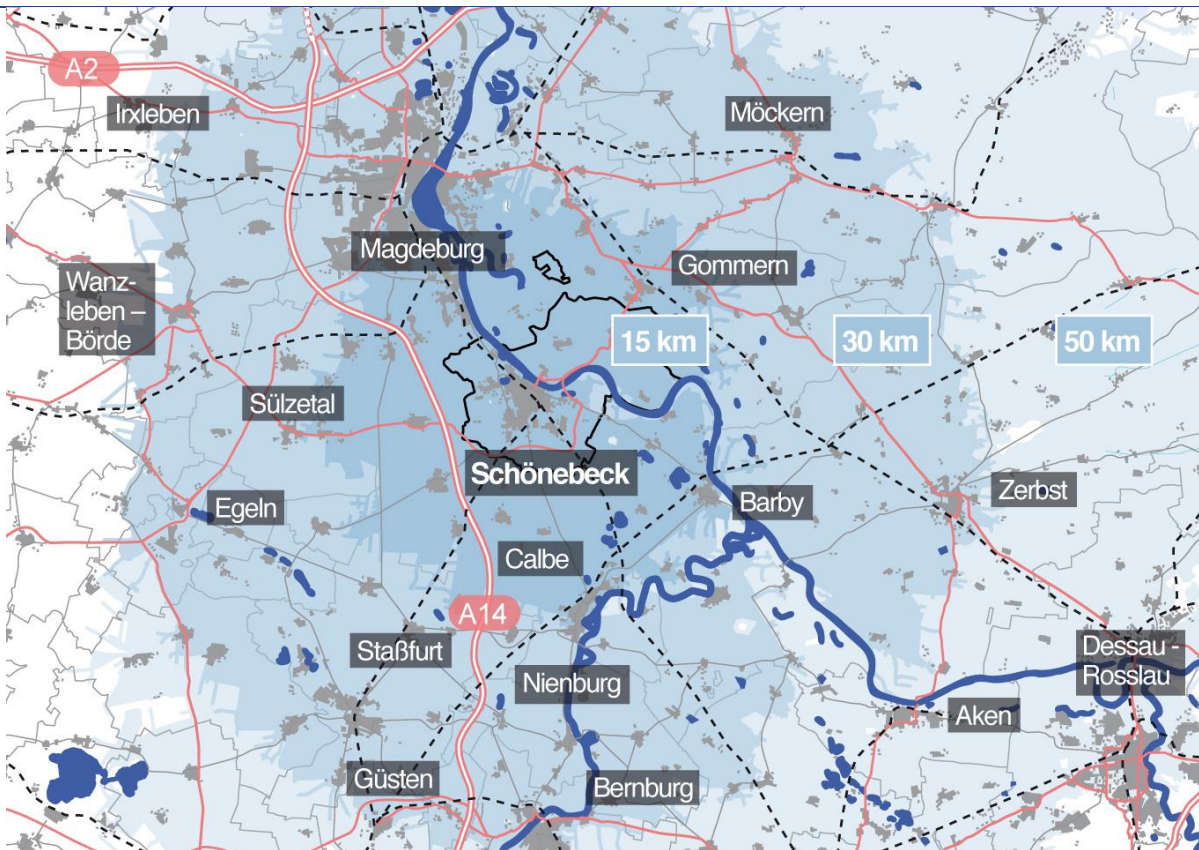 A2
Irxleben
Möckern
Magdeburg
Gommern
Wanz-
leben –
Börde
15 km
30 km
50 km
Sülzetal
Schönebeck
Egeln
Barby
Zerbst
Calbe
A14
Staßfurt
Nienburg
Dessau -
Rosslau
Aken
Güsten
Bernburg